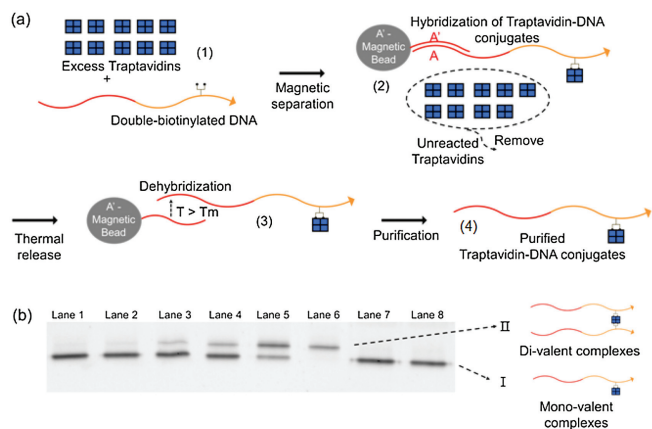 (a)
(1)
Excess Traptavidins
+
Double-biotinylated DNA
Magnetic
separation
A' -
Magnetic
Bead
A'
A
Hybridization of Traptavidin-DNA
conjugates
(2)
Unreacted
Traptavidins
Remove
Thermal
release
A' -
Magnetic
Bead
Dehybridization
T > Tm
(3)
Purification
(4)
Purified
Traptavidin-DNA conjugates
(b)
Lane 1 Lane 2 Lane 3 Lane 4 Lane 5 Lane 6 Lane 7 Lane 8
II
Di-valent complexes
I
Mono-valent
complexes